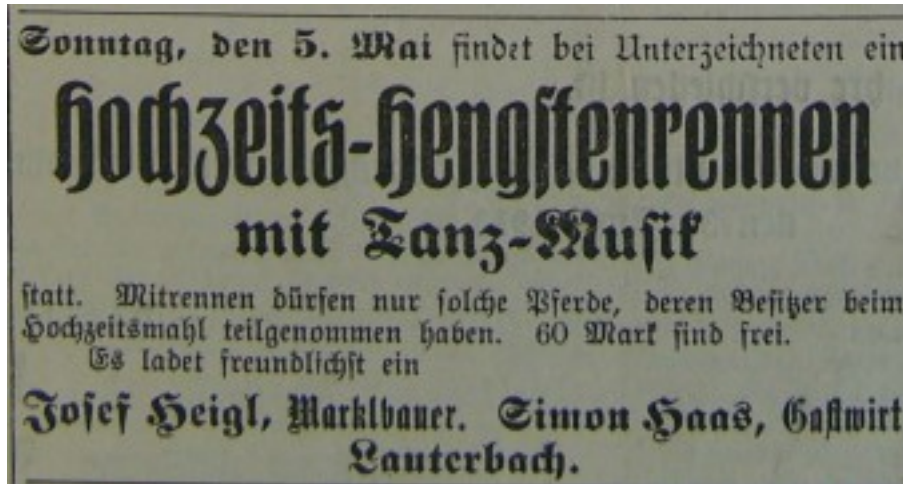 Sonntag, den 5. Mai findet bei Unterzeichneten ein
Hochzeits-Hengstenrennen
mit Tanz-Musik
statt. Mitrennen dürfen nur solche Pferde, deren Besitzer beim
Hochzeitsmahl teilgenommen haben. 60 Mark sind frei.
Es ladet freundlichst ein
Josef Heigl, Marklbauer. Simon Haas, Gastwirt
Lauterbach.